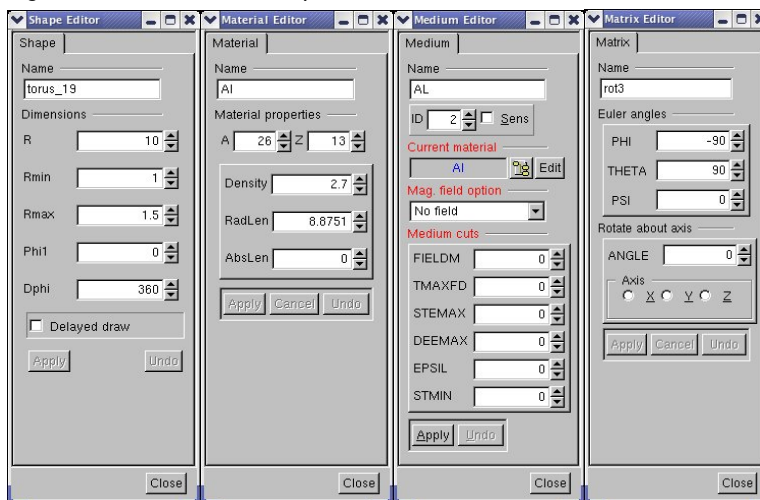 Shape Editor
Shape
Name
torus_19
Dimensions
R 10
Rmin 1
Rmax 1.5
Phi1 0
Dphi 360
Delayed draw
Apply Undo
Close
Material Editor
Material
Name
Al
Material properties
A 26 Z 13
Density 2.7
RadLen 8.8751
AbsLen 0
Apply Cancel Undo
Close
Medium Editor
Medium
Name
AL
ID 2 Sens
Current material
Al Edit
Mag. field option
No field
Medium cuts
FIELDM 0
TMAXFD 0
STEMAX 0
DEEMAX 0
EPSIL 0
STMIN 0
Apply Undo
Close
Matrix Editor
Matrix
Name
rot3
Euler angles
PHI -90
THETA 90
PSI 0
Rotate about axis
ANGLE 0
Axis
X Y Z
Apply Cancel Undo
Close